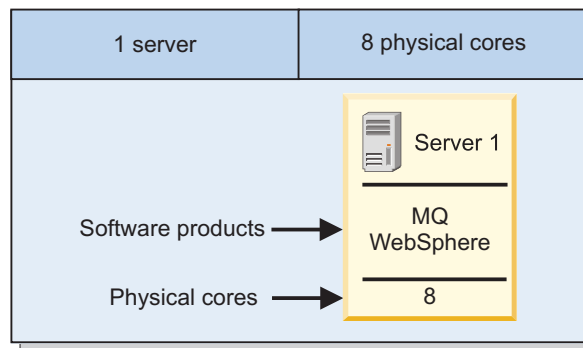 1 server
8 physical cores
Server 1
Software products
MQ
WebSphere
Physical cores
8